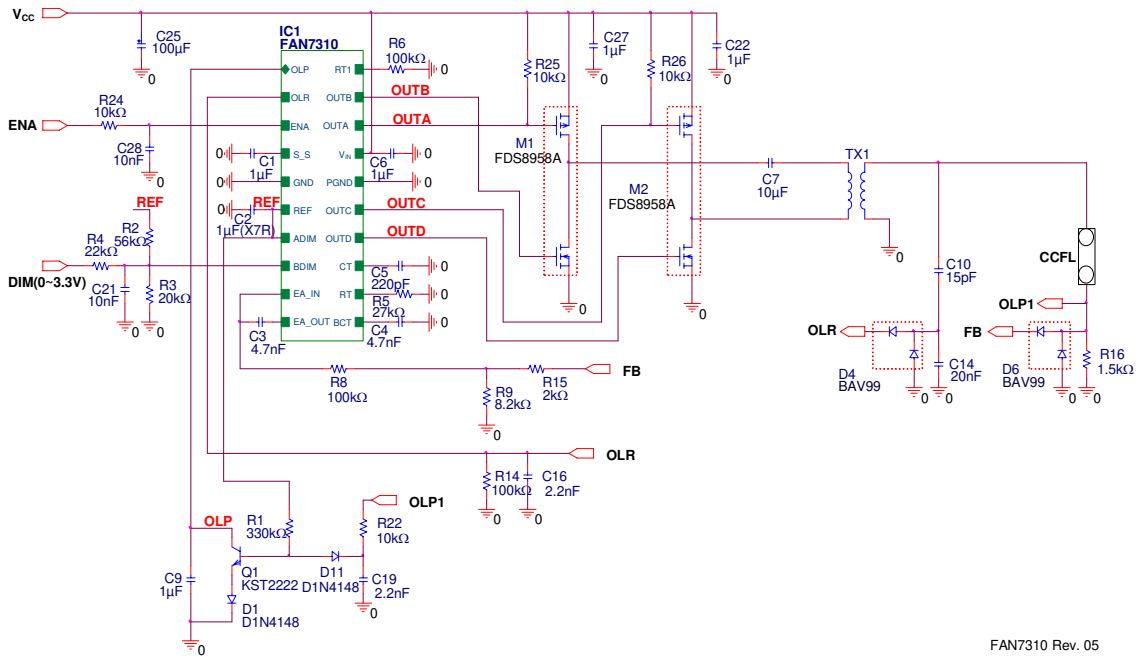 VCC
C25
100µF
0
IC1
FAN7310
OLP
OLR
ENA
S_S
GND
REF
ADIM
BDIM
EA_IN
EA_OUT
RT1
OUTB
OUTA
VIN
PGND
OUTC
OUTD
CT
RT
BCT
R6
100kΩ
0
OUTB
OUTA
OUTC
OUTD
R25
10kΩ
C27
1µF
0
R26
10kΩ
C22
1µF
0
R24
10kΩ
ENA
C28
10nF
0
0
C1
1µF
0
C6
1µF
0
0
REF
REF
0
C2
1µF(X7R)
R2
56kΩ
R4
22kΩ
DIM(0~3.3V)
C21
10nF
R3
20kΩ
0
0
C5
220pF
0
R5
27kΩ
0
C3
4.7nF
C4
4.7nF
0
M1
FDS8958A
M2
FDS8958A
0
0
C7
10µF
TX1
0
C10
15pF
CCFL
OLP1
OLR
FB
D4
BAV99
C14
20nF
0
0
D6
BAV99
R16
1.5kΩ
0
0
R8
100kΩ
R9
8.2kΩ
0
R15
2kΩ
FB
OLR
R14
100kΩ
0
C16
2.2nF
0
OLP1
R22
10kΩ
OLP
R1
330kΩ
Q1
KST2222
D11
D1N4148
C19
2.2nF
0
C9
1µF
D1
D1N4148
0
FAN7310 Rev. 05